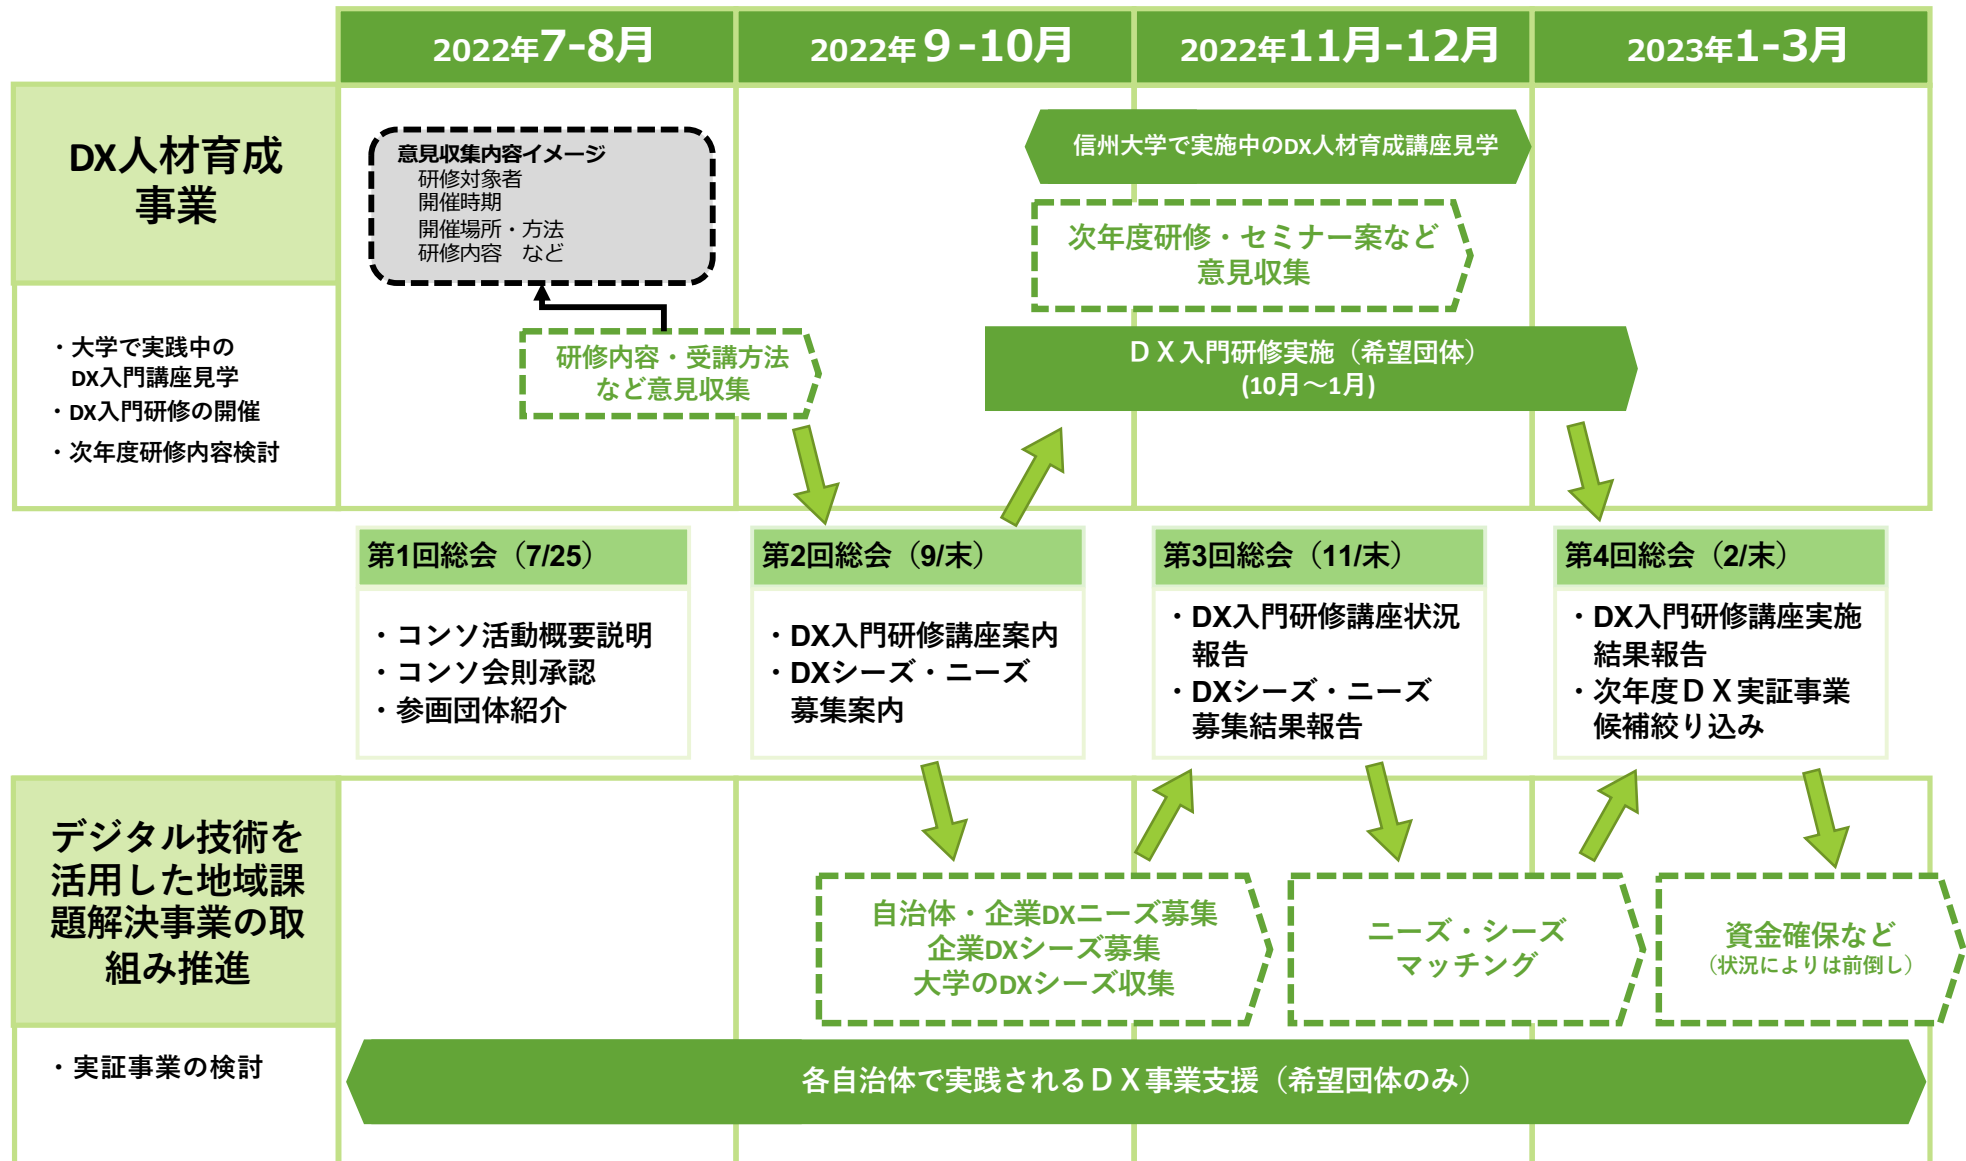 2022年7-8月
2022年９-10月
2022年11月-12月
2023年1-3月
DX人材育成
事業
・大学で実践中の
DX入門講座見学
・DX入門研修の開催
・次年度研修内容検討
意見収集内容イメージ
研修対象者
開催時期
開催場所・方法
研修内容　など
研修内容・受講方法
など意見収集
信州大学で実施中のDX人材育成講座見学
次年度研修・セミナー案など
意見収集
ＤＸ入門研修実施（希望団体）
(10月～1月)
第1回総会（7/25）
・コンソ活動概要説明
・コンソ会則承認
・参画団体紹介
第2回総会（9/末）
・DX入門研修講座案内
・DXシーズ・ニーズ
募集案内
第3回総会（11/末）
・DX入門研修講座状況
報告
・DXシーズ・ニーズ
募集結果報告
第4回総会（2/末）
・DX入門研修講座実施
結果報告
・次年度ＤＸ実証事業
候補絞り込み
デジタル技術を
活用した地域課
題解決事業の取
組み推進
・実証事業の検討
自治体・企業DXニーズ募集
企業DXシーズ募集
大学のDXシーズ収集
ニーズ・シーズ
マッチング
資金確保など
（状況によりは前倒し）
各自治体で実践されるＤＸ事業支援（希望団体のみ）